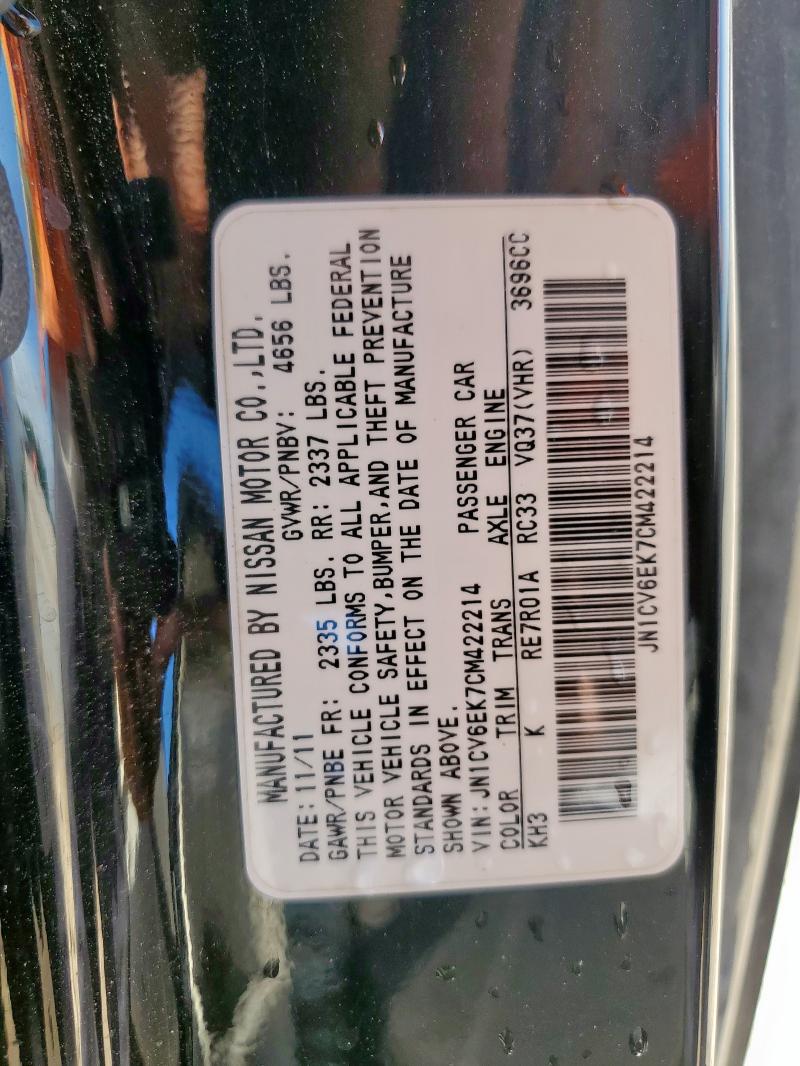 MANUFACTURED BY NISSAN MOTOR CO.,LTD.
DATE: 11/11 GVWR/PNBV: 4656 LBS.
GAWR/PNBE FR: 2335 LBS. RR: 2337 LBS.
THIS VEHICLE CONFORMS TO ALL APPLICABLE FEDERAL
MOTOR VEHICLE SAFETY,BUMPER,AND THEFT PREVENTION
STANDARDS IN EFFECT ON THE DATE OF MANUFACTURE
SHOWN ABOVE.
VIN: JN1CV6EK7CM422214 PASSENGER CAR
COLOR TRIM TRANS AXLE ENGINE
KH3 K RE7R01A RC33 VQ37(VHR) 3696CC
JN1CV6EK7CM422214